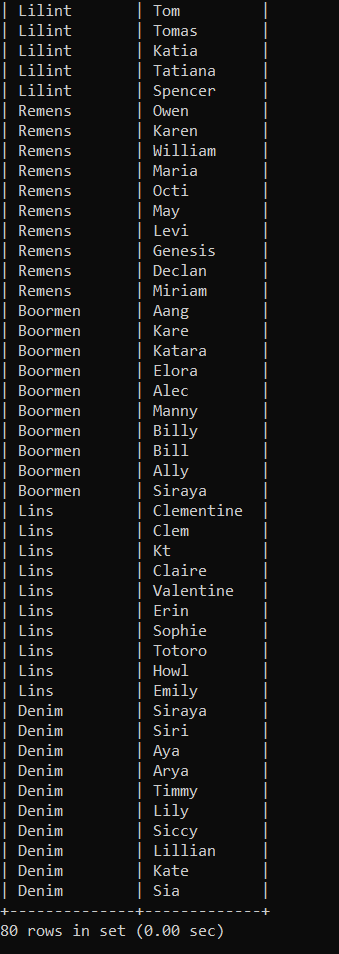 | Lilint       | Tom         |
| Lilint       | Tomas       |
| Lilint       | Katia       |
| Lilint       | Tatiana     |
| Lilint       | Spencer     |
| Remens       | Owen        |
| Remens       | Karen       |
| Remens       | William     |
| Remens       | Maria       |
| Remens       | Octi        |
| Remens       | May         |
| Remens       | Levi        |
| Remens       | Genesis     |
| Remens       | Declan      |
| Remens       | Miriam      |
| Boormen      | Aang        |
| Boormen      | Kare        |
| Boormen      | Katara      |
| Boormen      | Elora       |
| Boormen      | Alec        |
| Boormen      | Manny       |
| Boormen      | Billy       |
| Boormen      | Bill        |
| Boormen      | Ally        |
| Boormen      | Siraya      |
| Lins         | Clementine  |
| Lins         | Clem        |
| Lins         | Kt          |
| Lins         | Claire      |
| Lins         | Valentine   |
| Lins         | Erin        |
| Lins         | Sophie      |
| Lins         | Totoro      |
| Lins         | Howl        |
| Lins         | Emily       |
| Denim        | Siraya      |
| Denim        | Siri        |
| Denim        | Aya         |
| Denim        | Arya        |
| Denim        | Timmy       |
| Denim        | Lily        |
| Denim        | Siccy       |
| Denim        | Lillian     |
| Denim        | Kate        |
| Denim        | Sia         |
+--------------+-------------+
80 rows in set (0.00 sec)